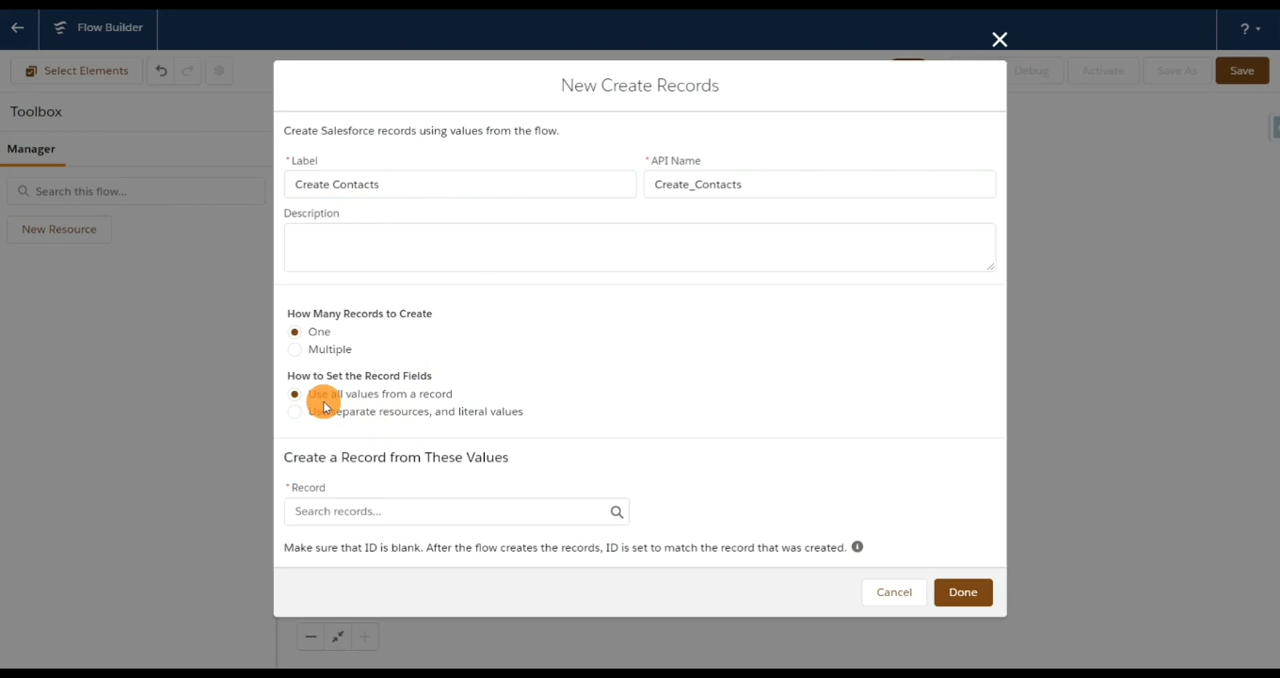 Flow Builder
?
Select Elements
Debug
Activate
Save As
Save
New Create Records
Toolbox
Create Salesforce records using values from the flow.
Manager
* Label
* API Name
Create Contacts
Create_Contacts
Search this flow...
Description
New Resource
How Many Records to Create
One
Multiple
How to Set the Record Fields
Use all values from a record
Use separate resources, and literal values
Create a Record from These Values
* Record
Search records...
Make sure that ID is blank. After the flow creates the records, ID is set to match the record that was created.
Cancel
Done